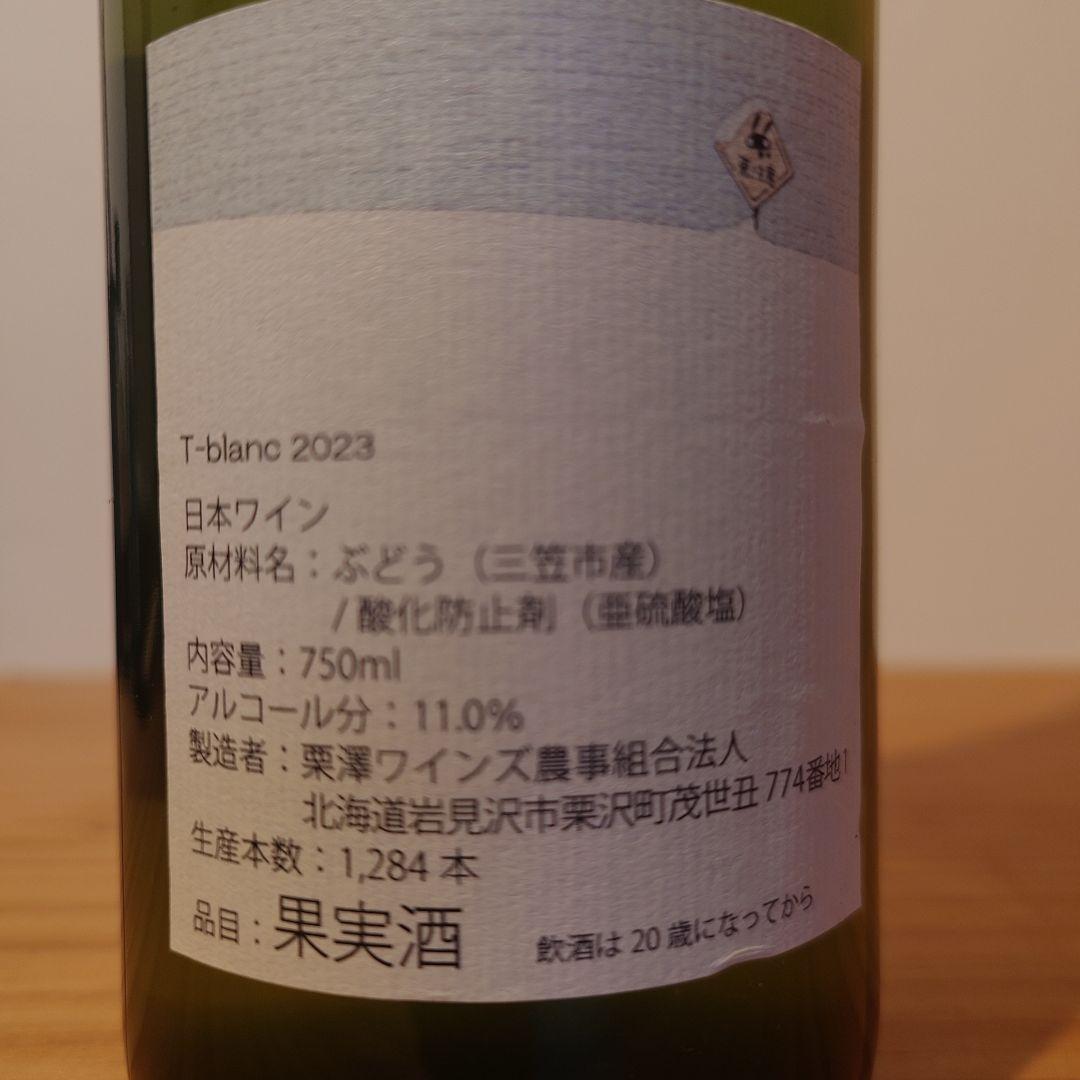 T-blanc 2023
日本ワイン
原材料名：ぶどう（三笠市産）
/ 酸化防止剤（亜硫酸塩）
内容量：750ml
アルコール分：11.0%
製造者：栗澤ワインズ農事組合法人
北海道岩見沢市栗沢町茂世丑 774番地1
生産本数：1,284 本
品目：果実酒
飲酒は 20 歳になってから